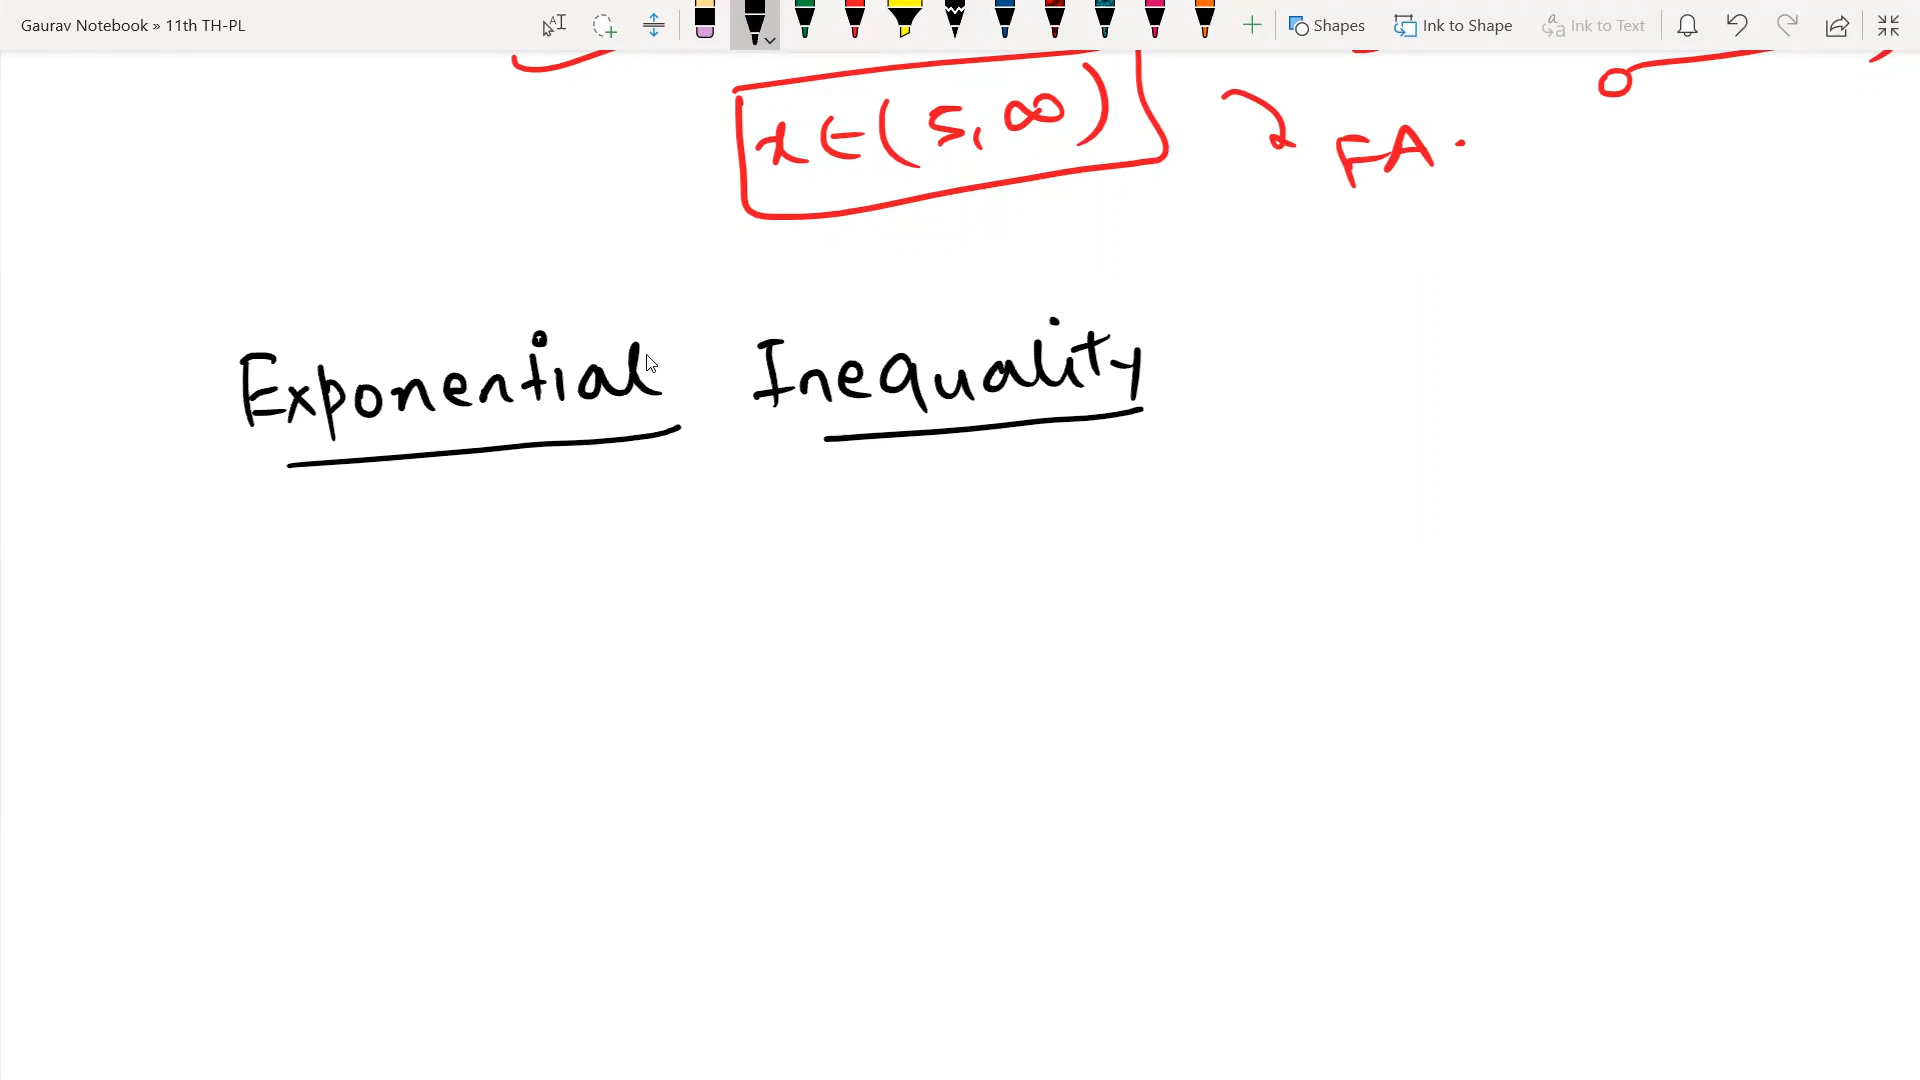 Gaurav Notebook » 11th TH-PL
Shapes
Ink to Shape
Ink to Text
x ∈ (5, ∞)
FA.
Exponential Inequality